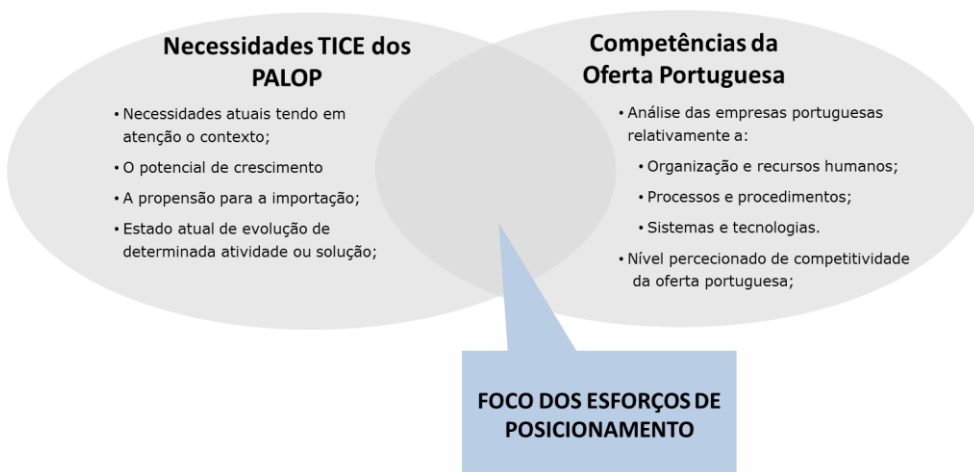 Necessidades TICE dos
PALOP
• Necessidades atuais tendo em
atenção o contexto;
• O potencial de crescimento
• A propensão para a importação;
• Estado atual de evolução de
determinada atividade ou solução;
Competências da
Oferta Portuguesa
• Análise das empresas portuguesas
relativamente a:
• Organização e recursos humanos;
• Processos e procedimentos;
• Sistemas e tecnologias.
• Nível percecionado de competitividade
da oferta portuguesa;
FOCO DOS ESFORÇOS DE
POSICIONAMENTO